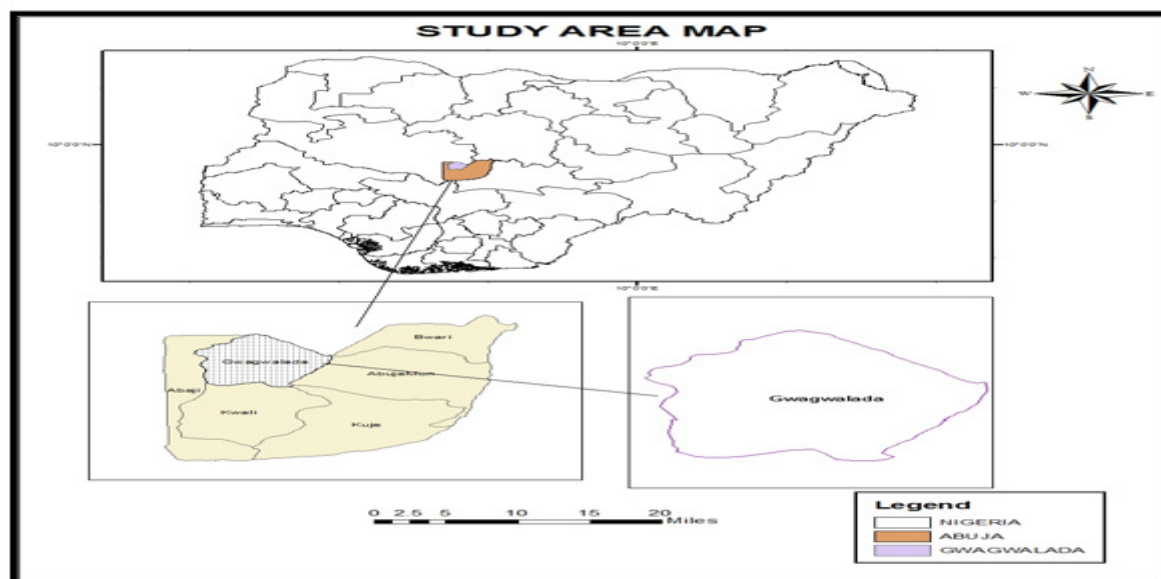 STUDY AREA MAP
10°0'0"E
N
W E
S
10°0'0"N 10°0'0"N
10°0'0"E
Bwari
Gwagwalada
AbujaMun
Abaji
Kwali
Kuje
Gwagwalada
0 2.5 5 10 15 20 Miles
Legend
NIGERIA
ABUJA
GWAGWALADA